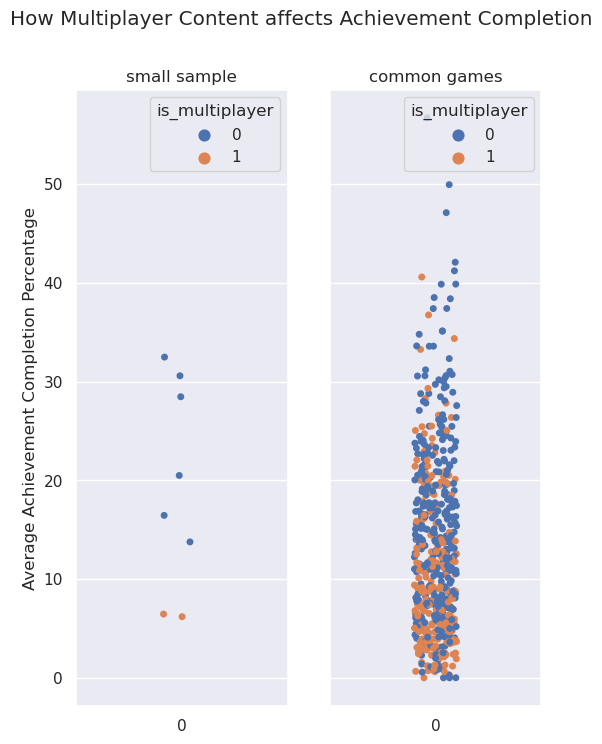 How Multiplayer Content affects Achievement Completion
small sample
common games
is_multiplayer
0
1
is_multiplayer
0
1
Average Achievement Completion Percentage
50
40
30
20
10
0
0
0